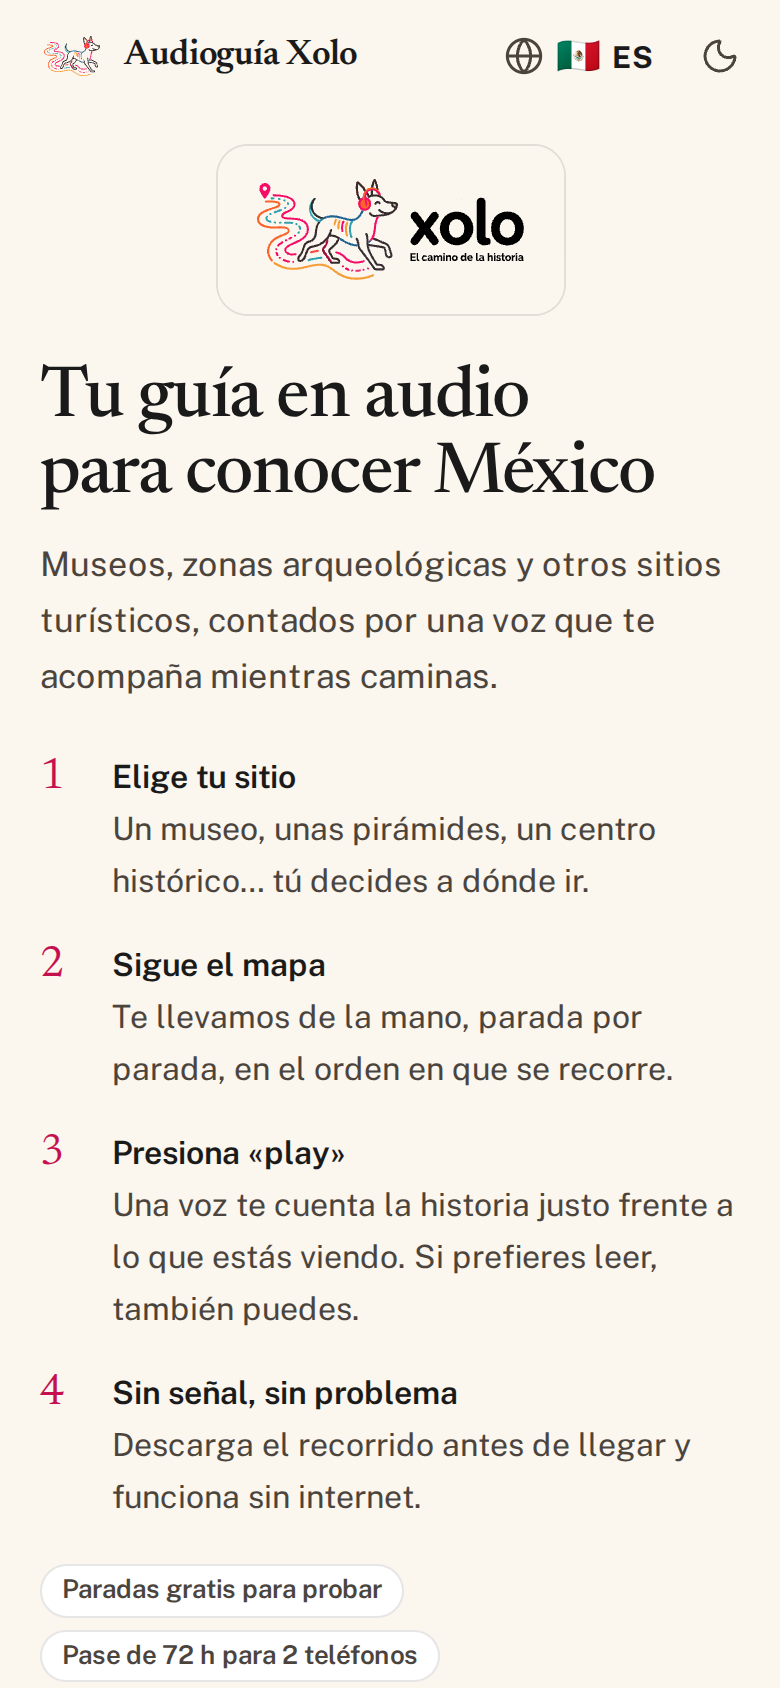 Audioguía Xolo
ES
xolo
El camino de la historia
Tu guía en audio
para conocer México
Museos, zonas arqueológicas y otros sitios
turísticos, contados por una voz que te
acompaña mientras caminas.
1 Elige tu sitio
Un museo, unas pirámides, un centro
histórico... tú decides a dónde ir.
2 Sigue el mapa
Te llevamos de la mano, parada por
parada, en el orden en que se recorre.
3 Presiona «play»
Una voz te cuenta la historia justo frente a
lo que estás viendo. Si prefieres leer,
también puedes.
4 Sin señal, sin problema
Descarga el recorrido antes de llegar y
funciona sin internet.
Paradas gratis para probar
Pase de 72 h para 2 teléfonos